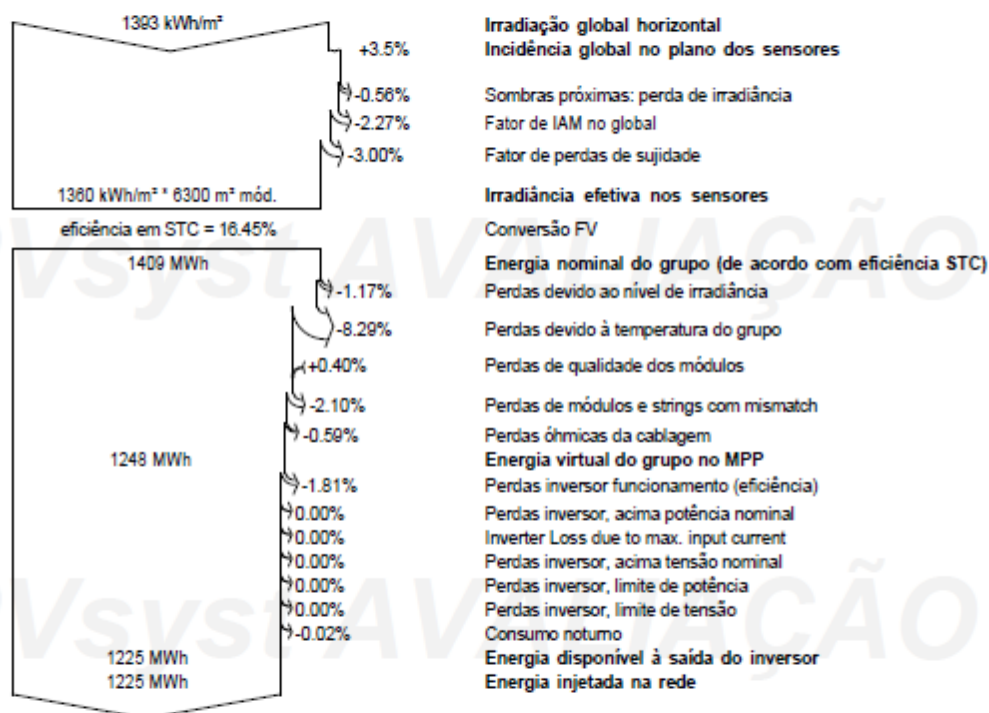 1393 kWh/m² Irradiação global horizontal
+3.5% Incidência global no plano dos sensores
-0.56% Sombras próximas: perda de irradiância
-2.27% Fator de IAM no global
-3.00% Fator de perdas de sujidade
1360 kWh/m² * 6300 m² mód. Irradiância efetiva nos sensores
eficiência em STC = 16.45% Conversão FV
1409 MWh Energia nominal do grupo (de acordo com eficiência STC)
-1.17% Perdas devido ao nível de irradiância
-8.29% Perdas devido à temperatura do grupo
+0.40% Perdas de qualidade dos módulos
-2.10% Perdas de módulos e strings com mismatch
-0.59% Perdas óhmicas da cablagem
1248 MWh Energia virtual do grupo no MPP
-1.81% Perdas inversor funcionamento (eficiência)
0.00% Perdas inversor, acima potência nominal
0.00% Inverter Loss due to max. input current
0.00% Perdas inversor, acima tensão nominal
0.00% Perdas inversor, limite de potência
0.00% Perdas inversor, limite de tensão
-0.02% Consumo noturno
1225 MWh Energia disponível à saída do inversor
1225 MWh Energia injetada na rede
Vsyst AVALIAÇÃO
Vsyst AVALIAÇÃO